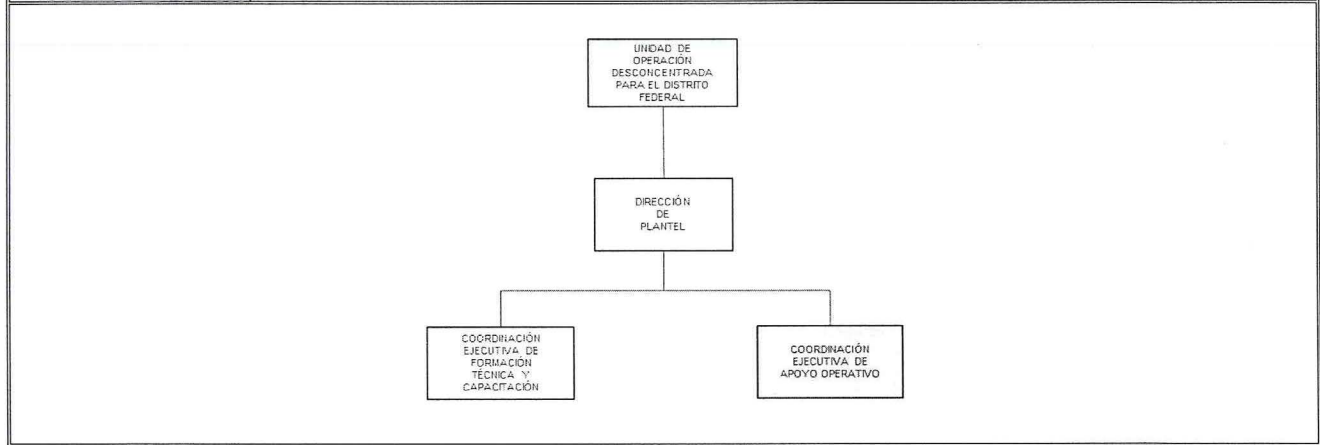 UNIDAD DE
OPERACIÓN
DESCONCENTRADA
PARA EL DISTRITO
FEDERAL
DIRECCIÓN
DE
PLANTEL
COORDINACIÓN
EJECUTIVA DE
FORMACIÓN
TÉCNICA Y
CAPACITACIÓN
COORDINACIÓN
EJECUTIVA DE
APOYO OPERATIVO